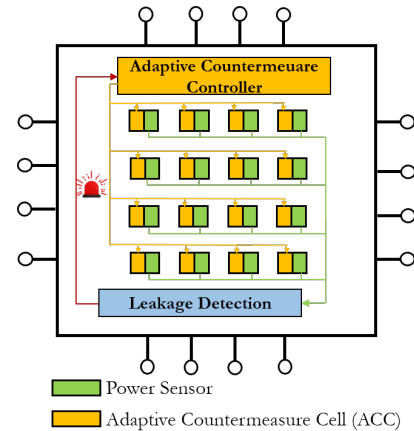 Adaptive Countermeuare
Controller
Leakage Detection
Power Sensor
Adaptive Countermeasure Cell (ACC)